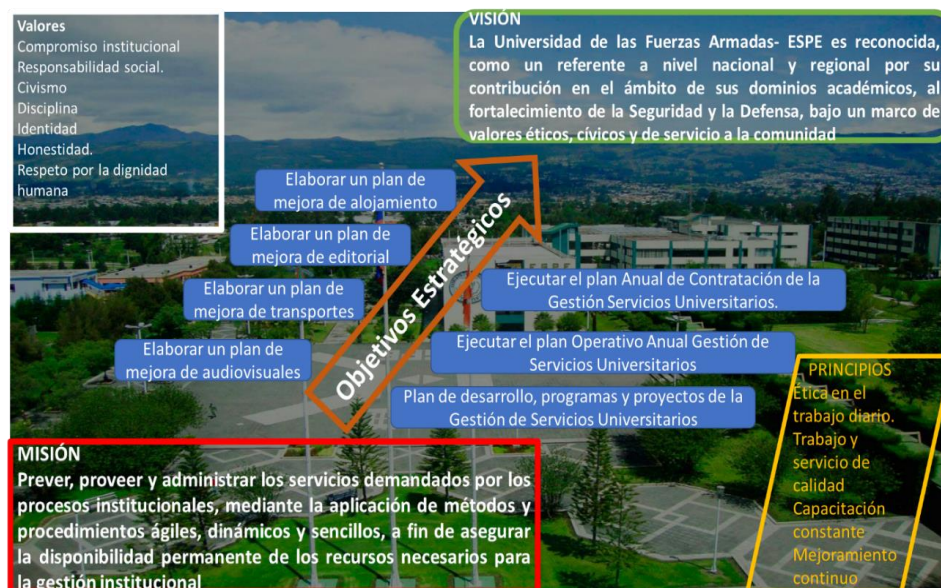 Valores
Compromiso institucional
Responsabilidad social.
Civismo
Disciplina
Identidad
Honestidad.
Respeto por la dignidad
humana
VISIÓN
La Universidad de las Fuerzas Armadas- ESPE es reconocida,
como un referente a nivel nacional y regional por su
contribución en el ámbito de sus dominios académicos, al
fortalecimiento de la Seguridad y la Defensa, bajo un marco de
valores éticos, cívicos y de servicio a la comunidad
Elaborar un plan de
mejora de alojamiento
Elaborar un plan de
mejora de editorial
Elaborar un plan de
mejora de transportes
Elaborar un plan de
mejora de audiovisuales
Objetivos Estratégicos
Ejecutar el plan Anual de Contratación de la
Gestión Servicios Universitarios.
Ejecutar el plan Operativo Anual Gestión de
Servicios Universitarios
Plan de desarrollo, programas y proyectos de la
Gestión de Servicios Universitarios
MISIÓN
Prever, proveer y administrar los servicios demandados por los
procesos institucionales, mediante la aplicación de métodos y
procedimientos ágiles, dinámicos y sencillos, a fin de asegurar
la disponibilidad permanente de los recursos necesarios para
la gestión institucional
PRINCIPIOS
Ética en el
trabajo diario.
Trabajo y
servicio de
calidad
Capacitación
constante
Mejoramiento
continuo